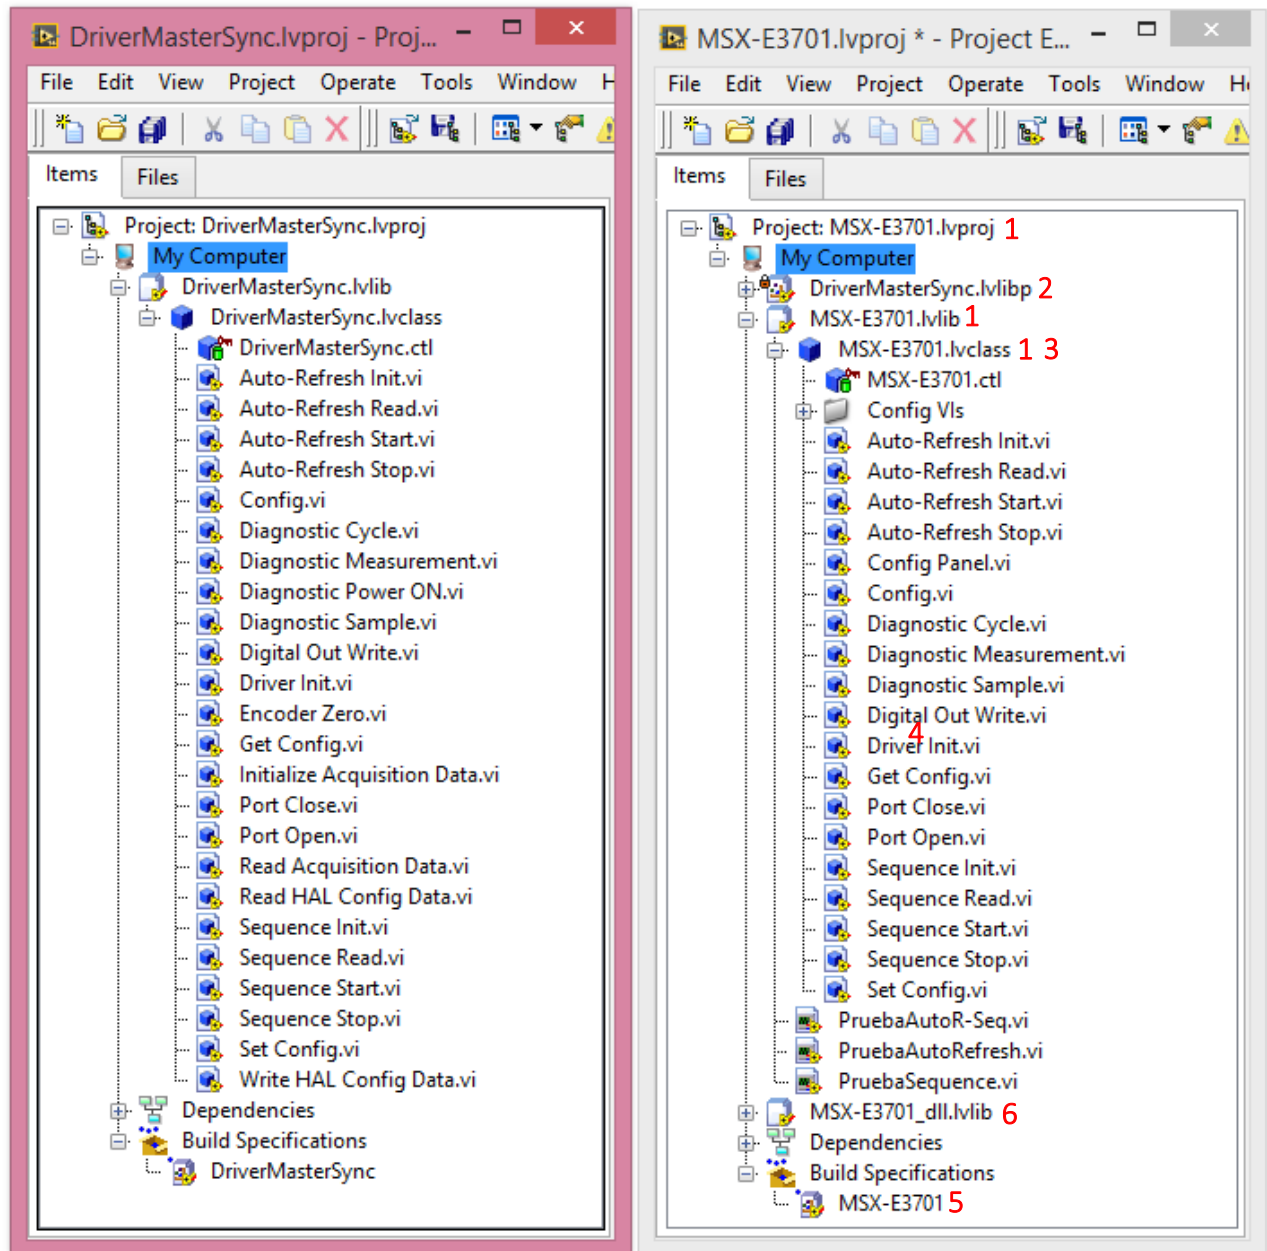 DriverMasterSync.lvproj - Proj...
File Edit View Project Operate Tools Window H
Items Files
Project: DriverMasterSync.lvproj
My Computer
DriverMasterSync.lvlib
DriverMasterSync.lvclass
DriverMasterSync.ctl
Auto-Refresh Init.vi
Auto-Refresh Read.vi
Auto-Refresh Start.vi
Auto-Refresh Stop.vi
Config.vi
Diagnostic Cycle.vi
Diagnostic Measurement.vi
Diagnostic Power ON.vi
Diagnostic Sample.vi
Digital Out Write.vi
Driver Init.vi
Encoder Zero.vi
Get Config.vi
Initialize Acquisition Data.vi
Port Close.vi
Port Open.vi
Read Acquisition Data.vi
Read HAL Config Data.vi
Sequence Init.vi
Sequence Read.vi
Sequence Start.vi
Sequence Stop.vi
Set Config.vi
Write HAL Config Data.vi
Dependencies
Build Specifications
DriverMasterSync
MSX-E3701.lvproj * - Project E...
File Edit View Project Operate Tools Window H
Items Files
Project: MSX-E3701.lvproj 1
My Computer
DriverMasterSync.lvlibp 2
MSX-E3701.lvlib 1
MSX-E3701.lvclass 1 3
MSX-E3701.ctl
Config VIs
Auto-Refresh Init.vi
Auto-Refresh Read.vi
Auto-Refresh Start.vi
Auto-Refresh Stop.vi
Config Panel.vi
Config.vi
Diagnostic Cycle.vi
Diagnostic Measurement.vi
Diagnostic Sample.vi
Digital Out Write.vi
4
Driver Init.vi
Get Config.vi
Port Close.vi
Port Open.vi
Sequence Init.vi
Sequence Read.vi
Sequence Start.vi
Sequence Stop.vi
Set Config.vi
PruebaAutoR-Seq.vi
PruebaAutoRefresh.vi
PruebaSequence.vi
MSX-E3701_dll.lvlib 6
Dependencies
Build Specifications
MSX-E3701 5